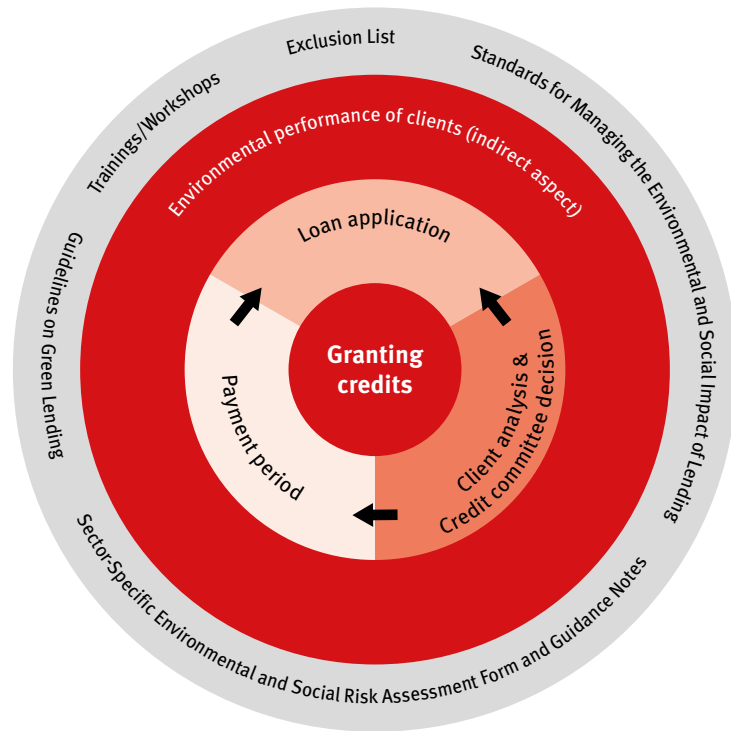 Exclusion List
Standards for Managing the Environmental and Social Impact of Lending
Sector-Specific Environmental and Social Risk Assessment Form and Guidance Notes
Guidelines on Green Lending
Trainings/Workshops
Environmental performance of clients (indirect aspect)
Loan application
Client analysis &
Credit committee decision
Payment period
Granting
credits